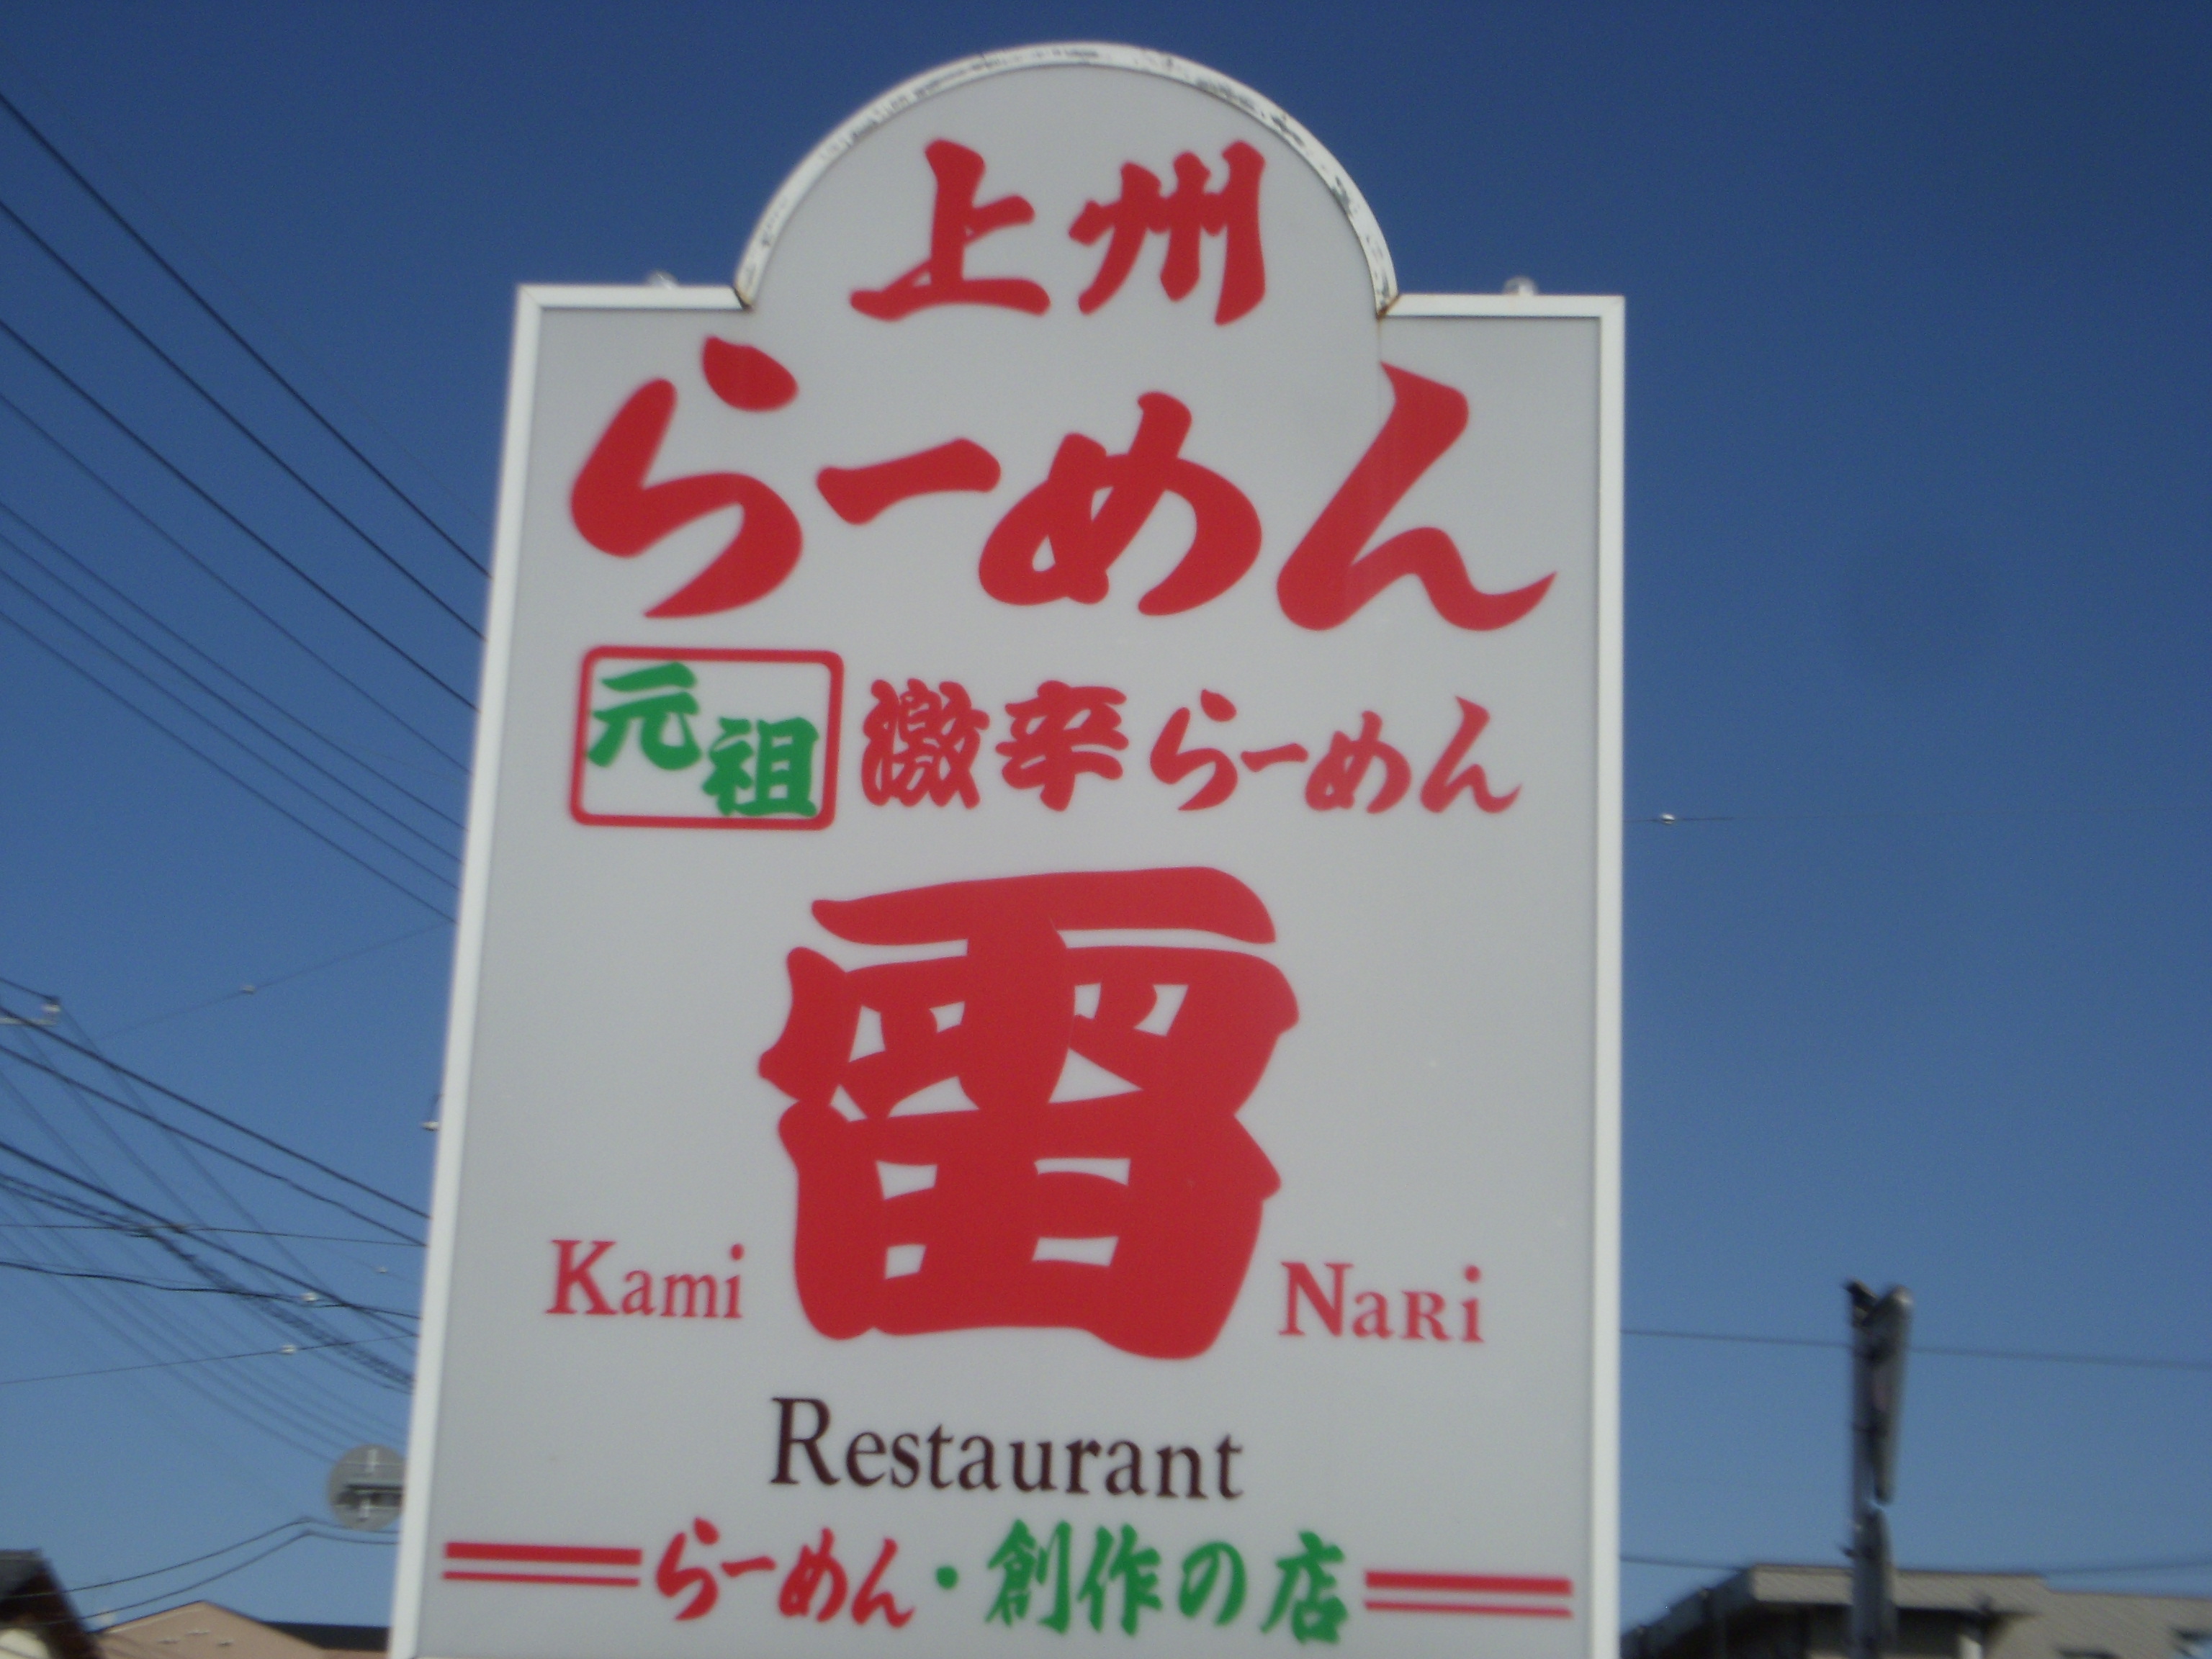 上州
らーめん
元祖 激辛らーめん
雷
Kami NaRi
Restaurant
らーめん・創作の店